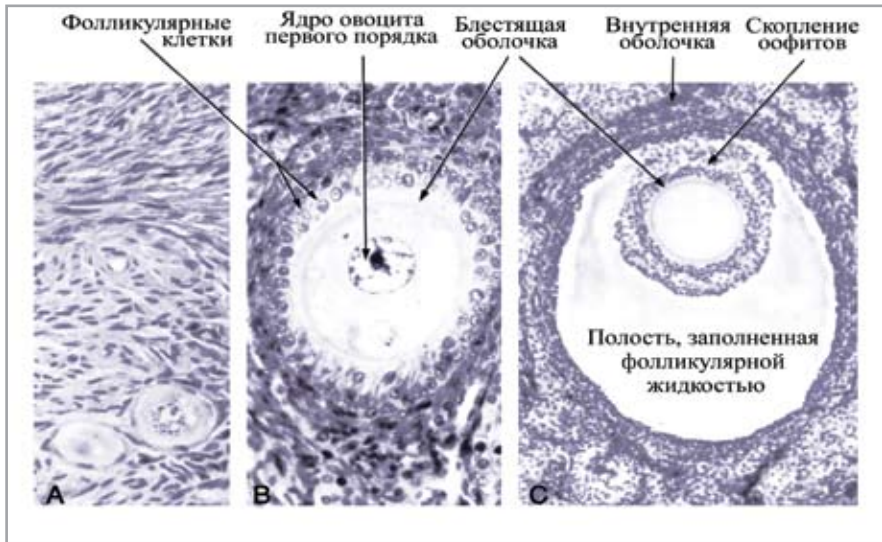 Фолликулярные
клетки
Ядро овоцита
первого порядка
Блестящая
оболочка
Внутренняя
оболочка
Скопление
оофитов
Полость, заполненная
фолликулярной
жидкостью
A
B
C